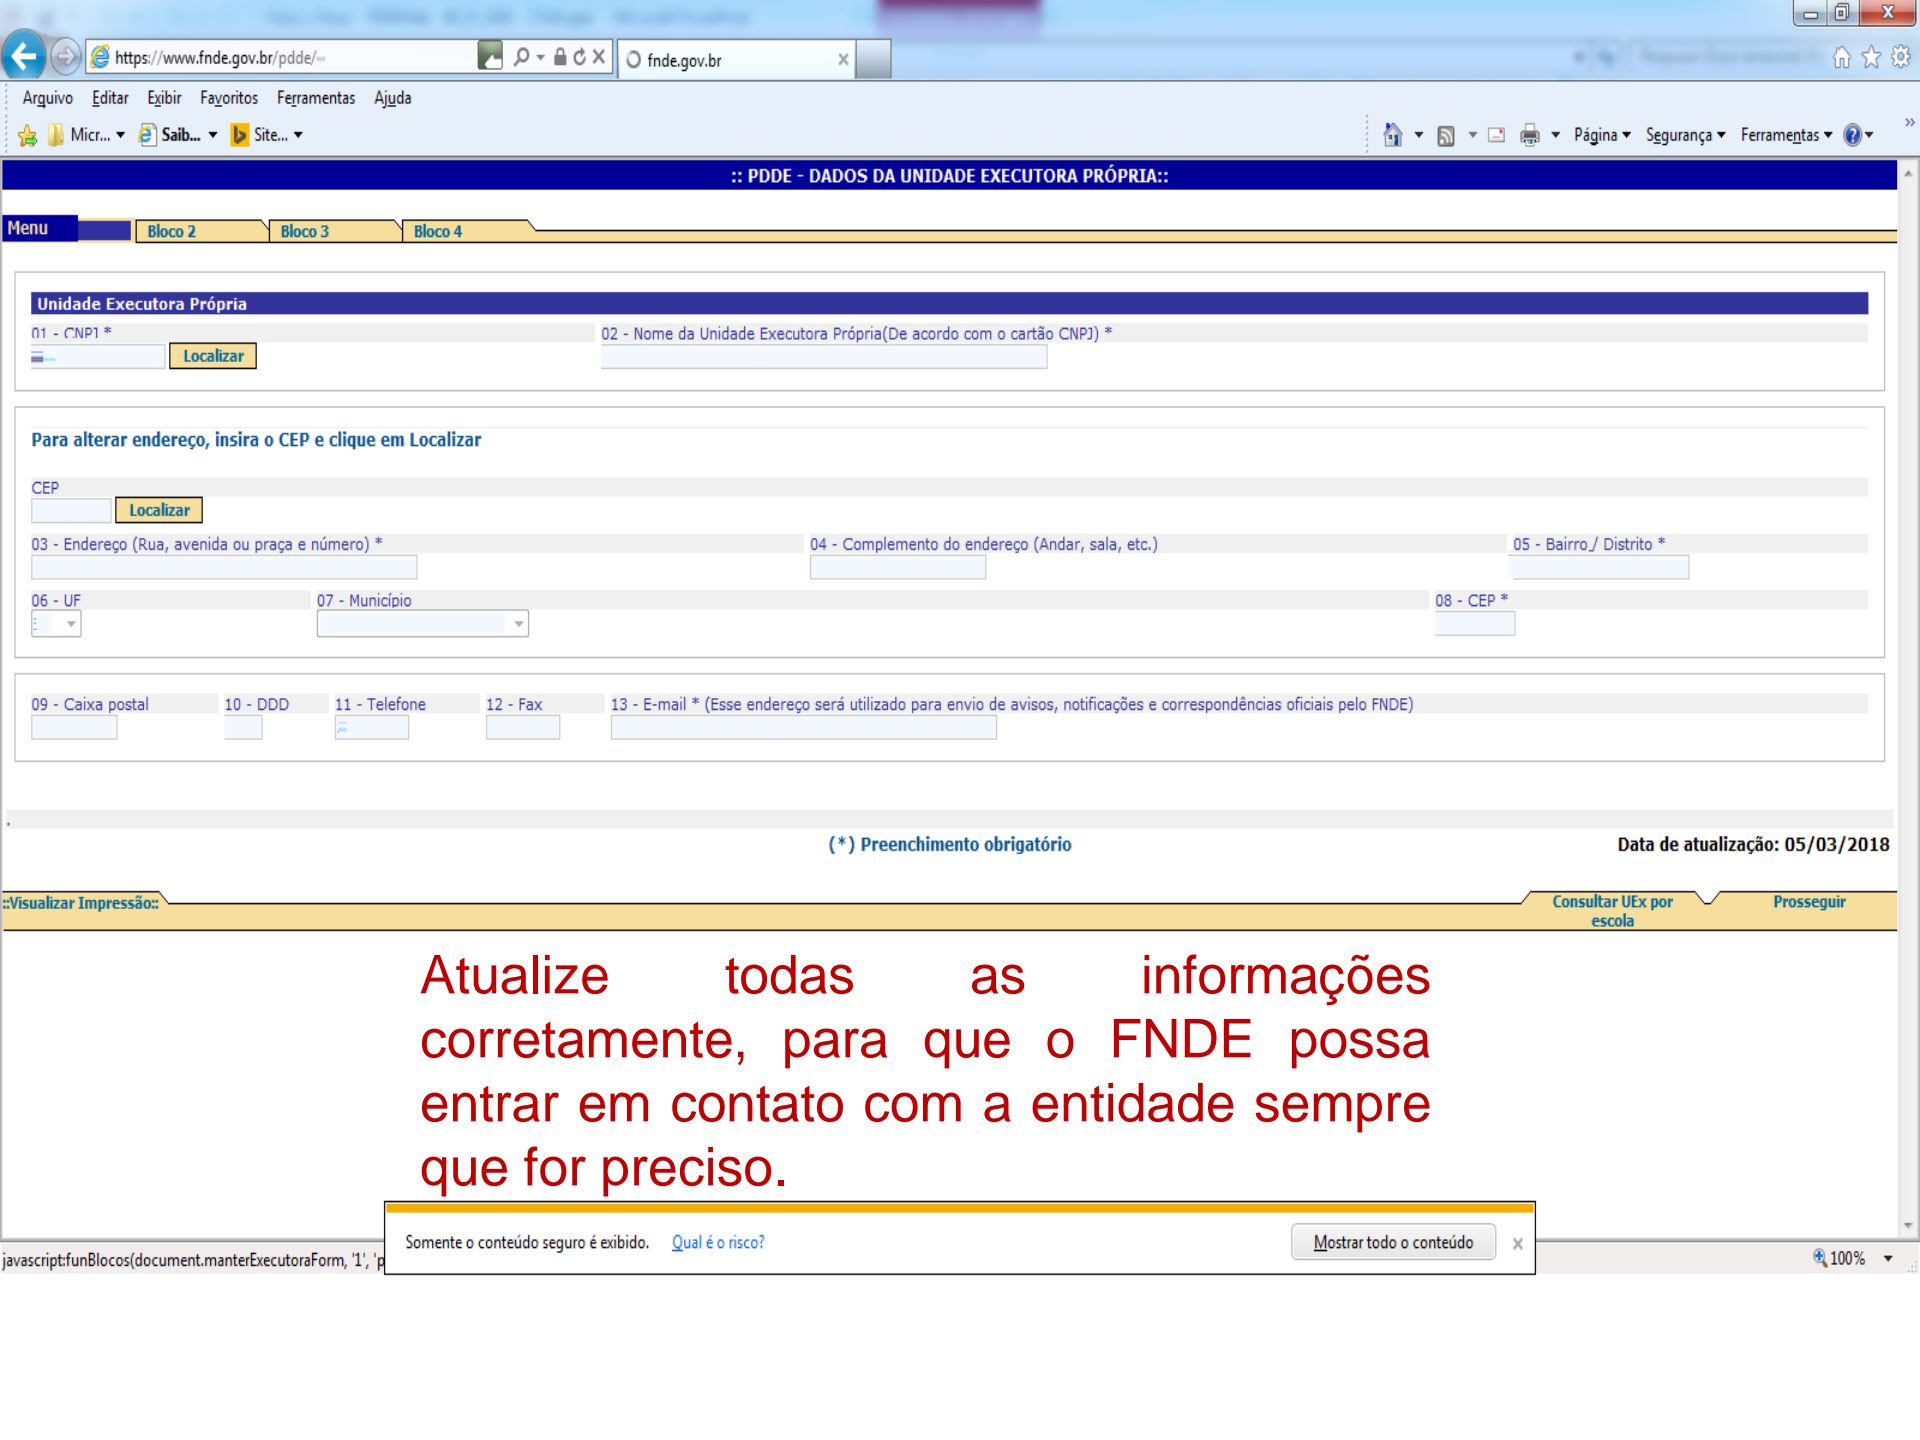 https://www.fnde.gov.br/pdde/
fnde.gov.br
Arquivo Editar Exibir Favoritos Ferramentas Ajuda
Micr... Saib... Site...
Página Segurança Ferramentas
:: PDDE - DADOS DA UNIDADE EXECUTORA PRÓPRIA::
Menu Bloco 2 Bloco 3 Bloco 4
Unidade Executora Própria
01 - CNPJ * 02 - Nome da Unidade Executora Própria(De acordo com o cartão CNPJ) *
Localizar
Para alterar endereço, insira o CEP e clique em Localizar
CEP
Localizar
03 - Endereço (Rua, avenida ou praça e número) * 04 - Complemento do endereço (Andar, sala, etc.) 05 - Bairro / Distrito *
06 - UF 07 - Município 08 - CEP *
09 - Caixa postal 10 - DDD 11 - Telefone 12 - Fax 13 - E-mail * (Esse endereço será utilizado para envio de avisos, notificações e correspondências oficiais pelo FNDE)
(*) Preenchimento obrigatório Data de atualização: 05/03/2018
::Visualizar Impressão:: Consultar UEx por escola Prosseguir
Atualize todas as informações
corretamente, para que o FNDE possa
entrar em contato com a entidade sempre
que for preciso.
Somente o conteúdo seguro é exibido. Qual é o risco? Mostrar todo o conteúdo x
javascript:funBlocos(document.manterExecutoraForm, '1', 'p 100%